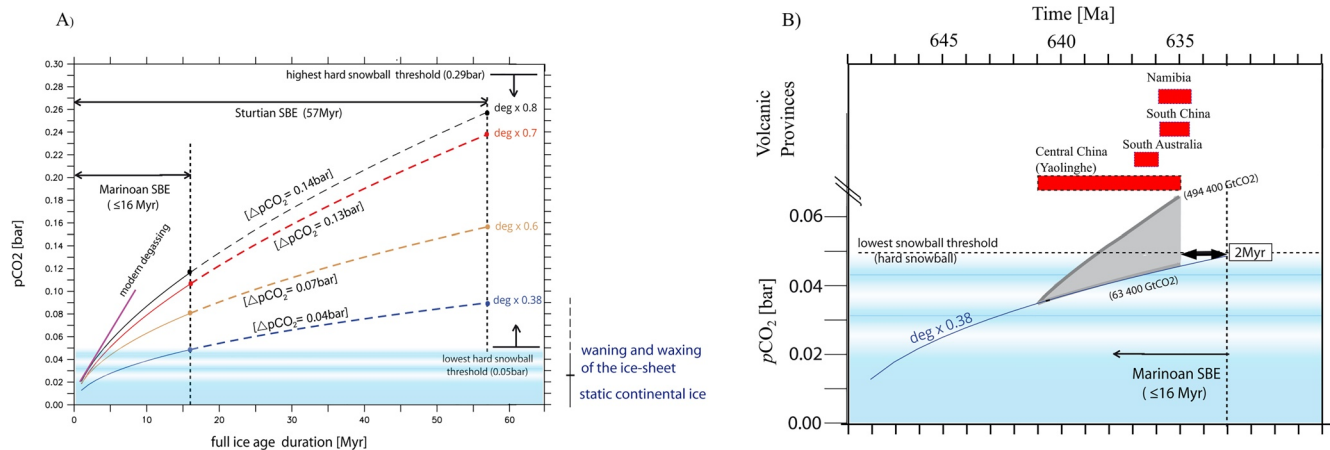 A)
0.30
0.28
0.26
0.24
0.22
0.20
0.18
0.16
0.14
0.12
0.10
0.08
0.06
0.04
0.02
0.00
pCO2 [bar]
highest hard snowball threshold (0.29bar)
Sturtian SBE (57Myr)
deg x 0.8
deg x 0.7
Marinoan SBE
( ≤16 Myr)
modern degassing
[△pCO2= 0.14bar]
[△pCO2= 0.13bar]
deg x 0.6
[△pCO2= 0.07bar]
[△pCO2= 0.04bar]
deg x 0.38
lowest hard snowball
threshold (0.05bar)
waning and waxing
of the ice-sheet
static continental ice
0
10
20
30
40
50
60
full ice age duration [Myr]
B)
Time [Ma]
645
640
635
Volcanic
Provinces
Namibia
South China
South Australia
Central China
(Yaolinghe)
(494 400 GtCO2)
0.06
0.04
0.02
0.00
pCO2 [bar]
lowest snowball threshold
(hard snowball)
2Myr
(63 400 GtCO2)
deg x 0.38
Marinoan SBE
( ≤16 Myr)